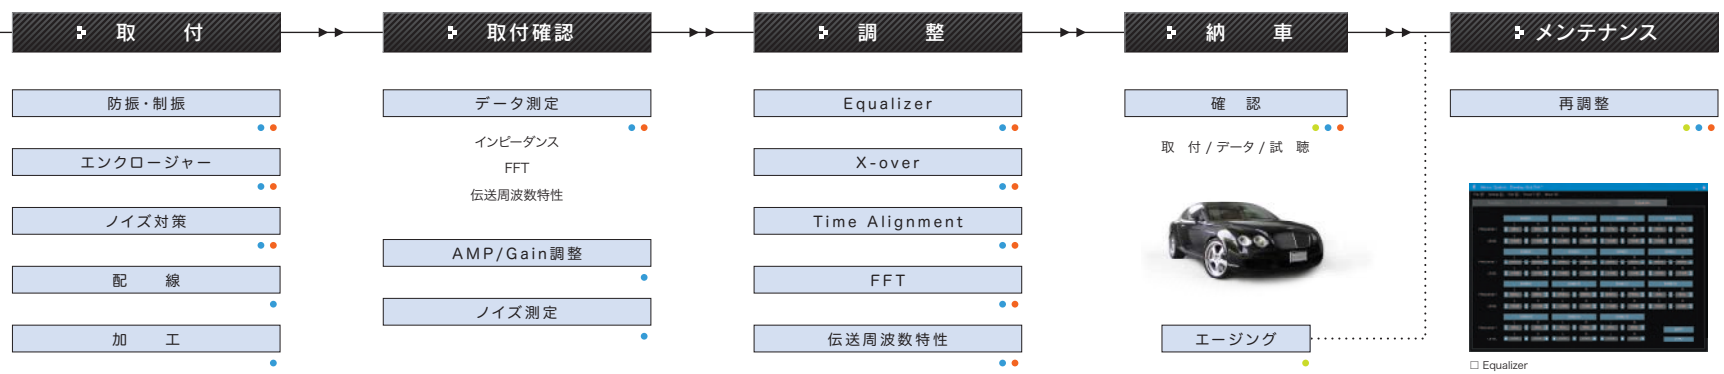 取 付
防振・制振
エンクロージャー
ノイズ対策
配 線
加 工
取付確認
データ測定
インピーダンス
FFT
伝送周波数特性
AMP/Gain調整
ノイズ測定
調 整
Equalizer
X-over
Time Alignment
FFT
伝送周波数特性
納 車
確 認
取 付 / データ / 試 聴
エージング
メンテナンス
再調整
□ Equalizer